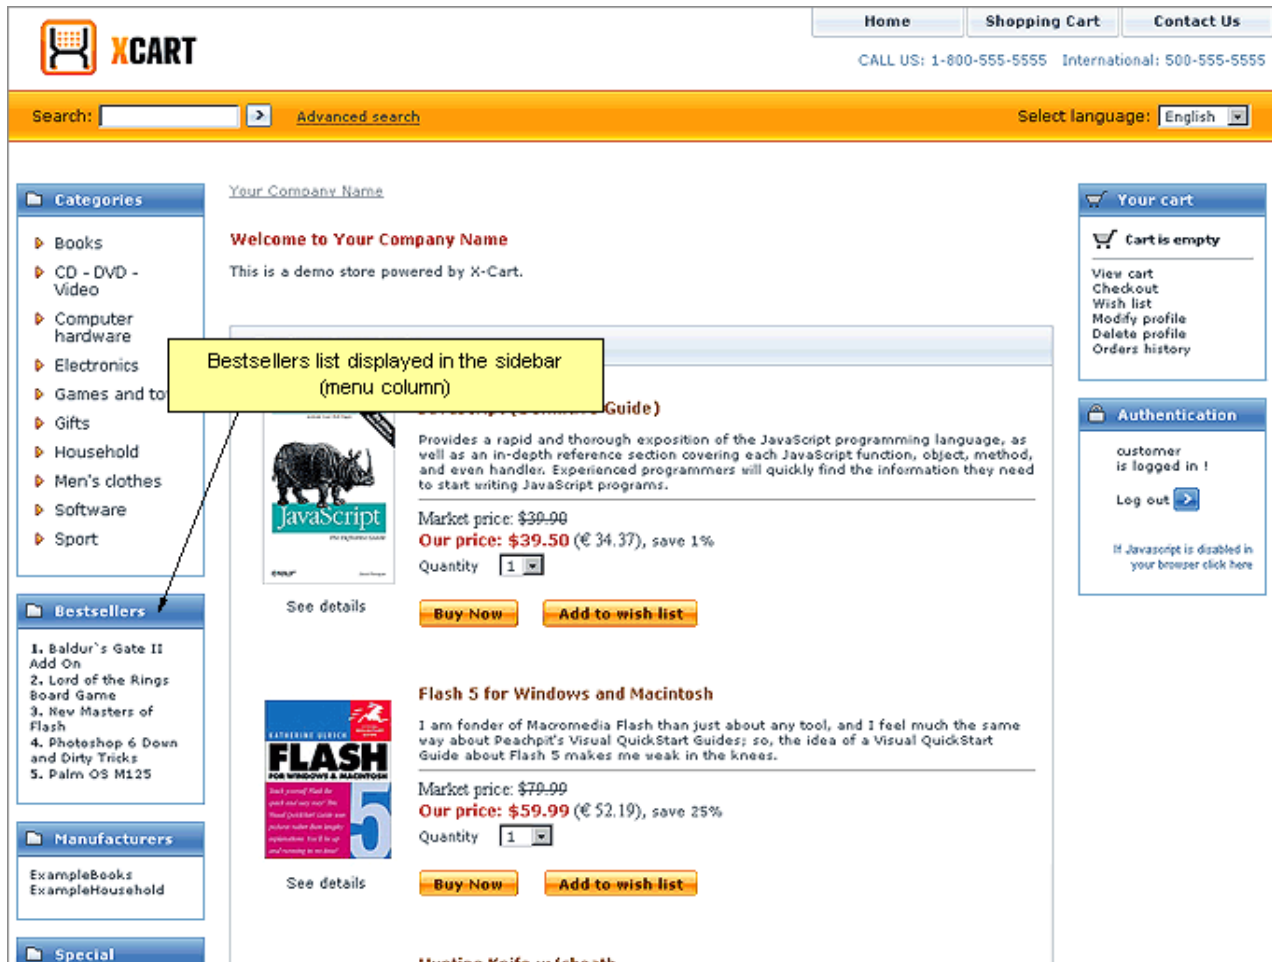 XCART
Home
Shopping Cart
Contact Us
CALL US: 1-800-555-5555 International: 500-555-5555
Search:
Advanced search
Select language: English
Categories
Books
CD - DVD -
Video
Computer
hardware
Electronics
Games and to
Gifts
Household
Men's clothes
Software
Sport
Bestsellers
1. Baldur`s Gate II
Add On
2. Lord of the Rings
Board Game
3. New Masters of
Flash
4. Photoshop 6 Down
and Dirty Tricks
5. Palm OS M125
Manufacturers
ExampleBooks
ExampleHousehold
Special
Your Company Name
Welcome to Your Company Name
This is a demo store powered by X-Cart.
Bestsellers list displayed in the sidebar
(menu column)
Guide)
Provides a rapid and thorough exposition of the JavaScript programming language, as
well as an in-depth reference section covering each JavaScript function, object, method,
and even handler. Experienced programmers will quickly find the information they need
to start writing JavaScript programs.
JavaScript
Market price: $39.90
Our price: $39.50 (€ 34.37), save 1%
Quantity 1
See details
Buy Now
Add to wish list
Flash 5 for Windows and Macintosh
I am fonder of Macromedia Flash than just about any tool, and I feel much the same
way about Peachpit's Visual QuickStart Guides; so, the idea of a Visual QuickStart
Guide about Flash 5 makes me weak in the knees.
KATHERINE ULRICH
FLASH
FOR WINDOWS & MACINTOSH
5
Market price: $79.99
Our price: $59.99 (€ 52.19), save 25%
Quantity 1
See details
Buy Now
Add to wish list
Your cart
Cart is empty
View cart
Checkout
Wish list
Modify profile
Delete profile
Orders history
Authentication
customer
is logged in !
Log out
If Javascript is disabled in
your browser click here